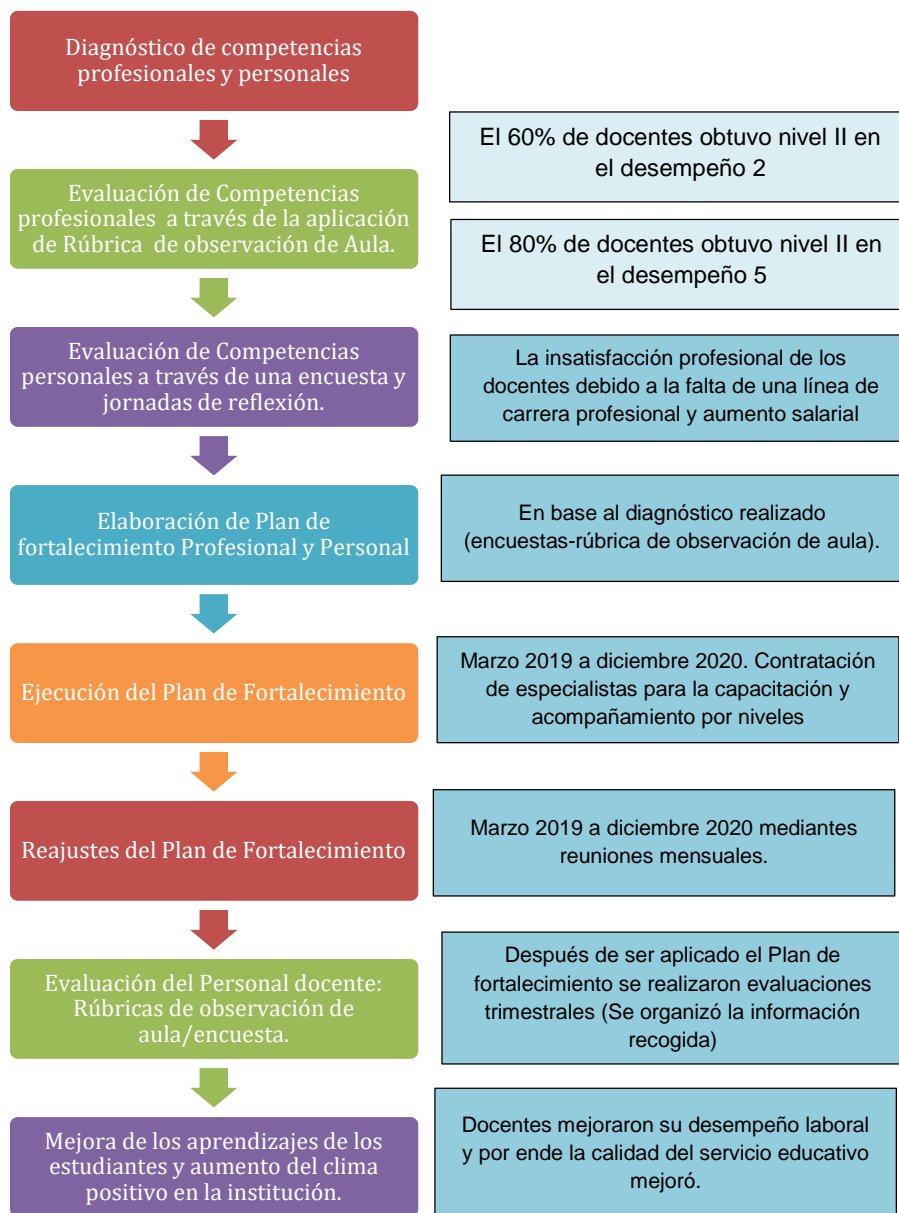 Diagnóstico de competencias
profesionales y personales
El 60% de docentes obtuvo nivel II en
el desempeño 2
Evaluación de Competencias
profesionales a través de la aplicación
de Rúbrica de observación de Aula.
El 80% de docentes obtuvo nivel II en
el desempeño 5
Evaluación de Competencias
personales a través de una encuesta y
jornadas de reflexión.
La insatisfacción profesional de los
docentes debido a la falta de una línea de
carrera profesional y aumento salarial
Elaboración de Plan de
fortalecimiento Profesional y Personal
En base al diagnóstico realizado
(encuestas-rúbrica de observación de aula).
Ejecución del Plan de Fortalecimiento
Marzo 2019 a diciembre 2020. Contratación
de especialistas para la capacitación y
acompañamiento por niveles
Reajustes del Plan de Fortalecimiento
Marzo 2019 a diciembre 2020 mediantes
reuniones mensuales.
Evaluación del Personal docente:
Rúbricas de observación de
aula/encuesta.
Después de ser aplicado el Plan de
fortalecimiento se realizaron evaluaciones
trimestrales (Se organizó la información
recogida)
Mejora de los aprendizajes de los
estudiantes y aumento del clima
positivo en la institución.
Docentes mejoraron su desempeño laboral
y por ende la calidad del servicio educativo
mejoró.